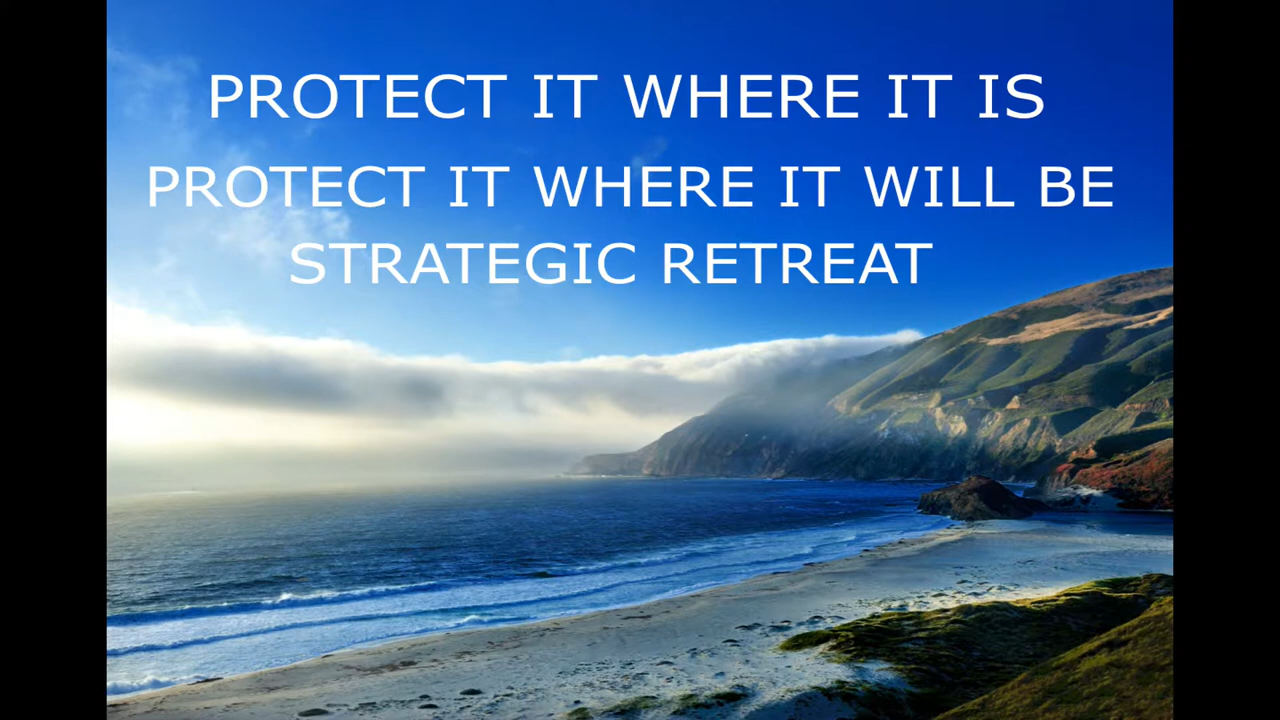 PROTECT IT WHERE IT IS
PROTECT IT WHERE IT WILL BE
STRATEGIC RETREAT